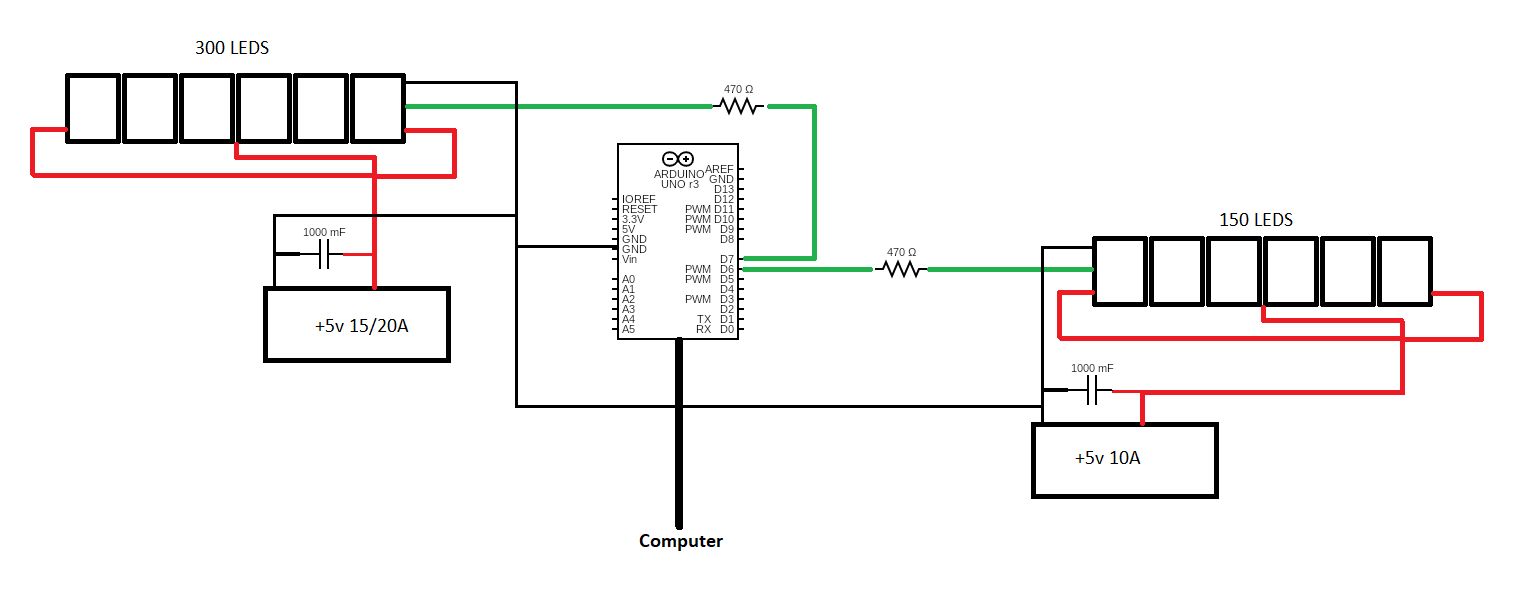 300 LEDS
470 Ω
ARDUINO
UNO r3
AREF
GND
D13
D12
PWM D11
PWM D10
PWM D9
D8
D7
PWM D6
PWM D5
D4
PWM D3
D2
TX D1
RX D0
IOREF
RESET
3.3V
5V
GND
GND
Vin
A0
A1
A2
A3
A4
A5
1000 mF
+5v 15/20A
470 Ω
150 LEDS
1000 mF
+5v 10A
Computer